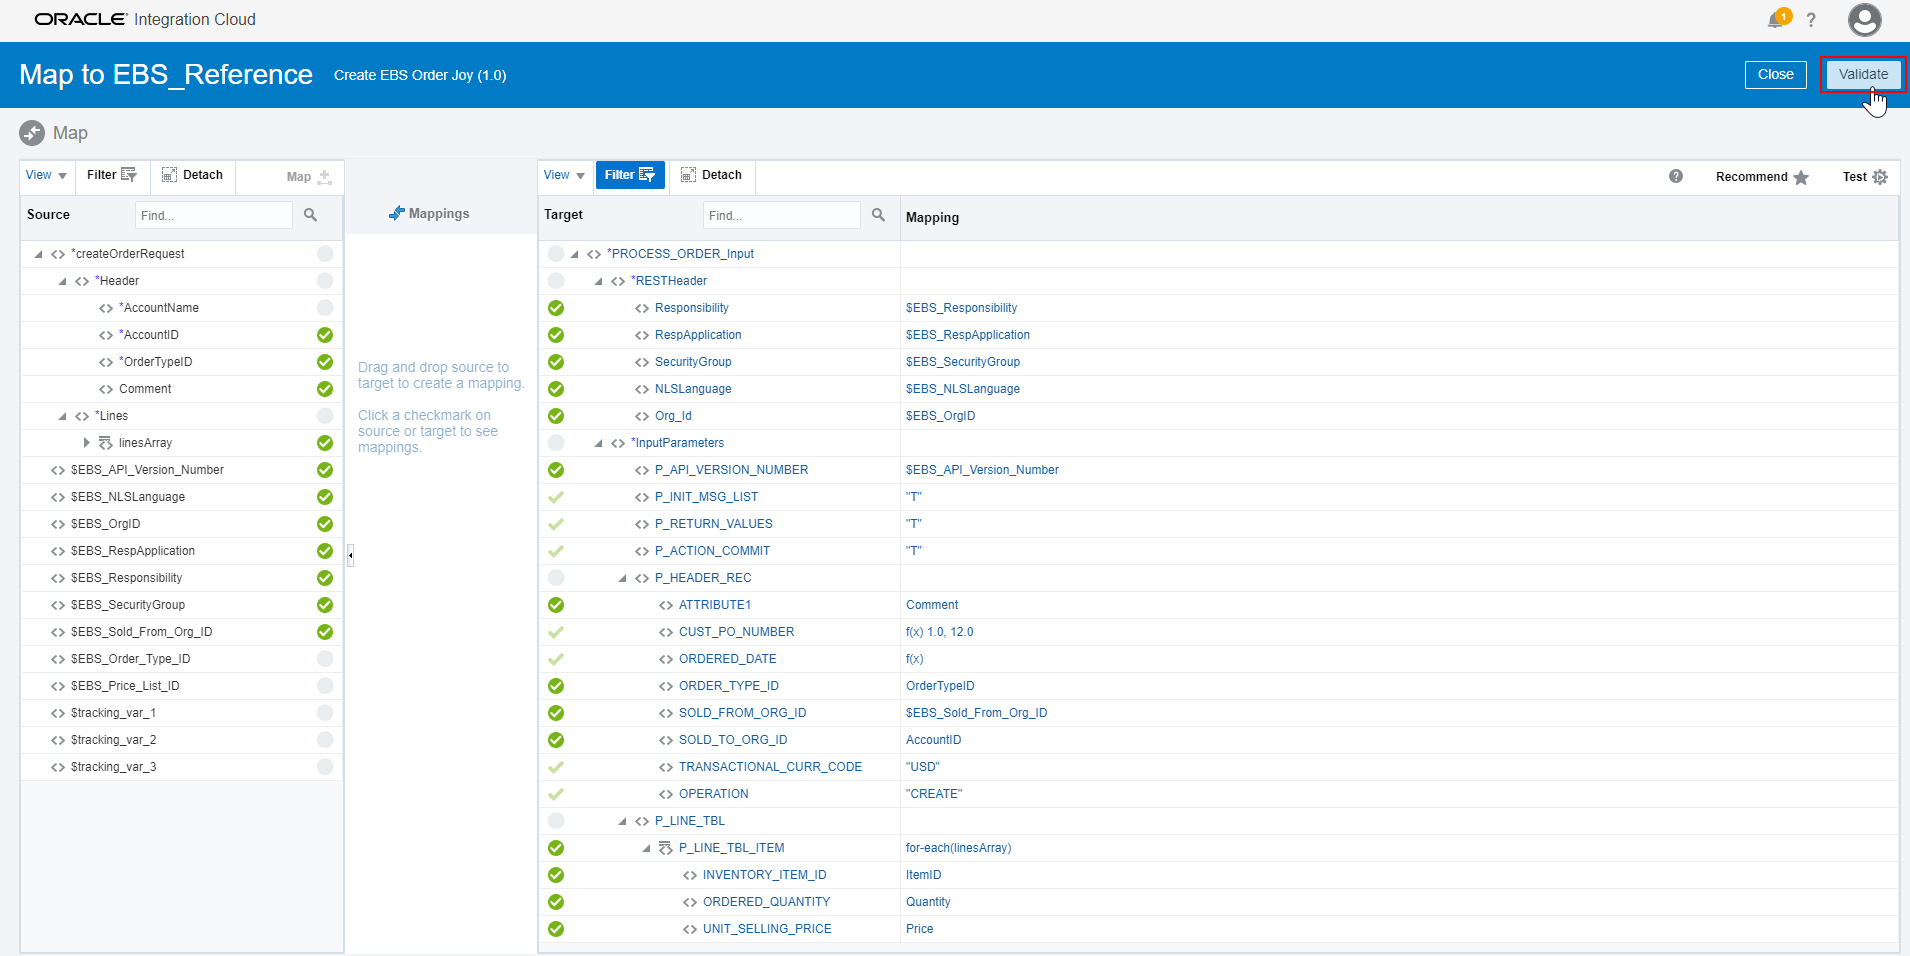 ORACLE Integration Cloud
1 ?
Map to EBS_Reference Create EBS Order Joy (1.0) Close Validate
Map
View Filter Detach Map
Source Find...
*createOrderRequest
*Header
*AccountName
*AccountID
*OrderTypeID
Comment
*Lines
linesArray
$EBS_API_Version_Number
$EBS_NLSLanguage
$EBS_OrgID
$EBS_RespApplication
$EBS_Responsibility
$EBS_SecurityGroup
$EBS_Sold_From_Org_ID
$EBS_Order_Type_ID
$EBS_Price_List_ID
$tracking_var_1
$tracking_var_2
$tracking_var_3
Mappings
Drag and drop source to
target to create a mapping.
Click a checkmark on
source or target to see
mappings.
View Filter Detach ? Recommend Test
Target Find... Mapping
*PROCESS_ORDER_Input
*RESTHeader
Responsibility $EBS_Responsibility
RespApplication $EBS_RespApplication
SecurityGroup $EBS_SecurityGroup
NLSLanguage $EBS_NLSLanguage
Org_Id $EBS_OrgID
*InputParameters
P_API_VERSION_NUMBER $EBS_API_Version_Number
P_INIT_MSG_LIST "T"
P_RETURN_VALUES "T"
P_ACTION_COMMIT "T"
P_HEADER_REC
ATTRIBUTE1 Comment
CUST_PO_NUMBER f(x) 1.0, 12.0
ORDERED_DATE f(x)
ORDER_TYPE_ID OrderTypeID
SOLD_FROM_ORG_ID $EBS_Sold_From_Org_ID
SOLD_TO_ORG_ID AccountID
TRANSACTIONAL_CURR_CODE "USD"
OPERATION "CREATE"
P_LINE_TBL
P_LINE_TBL_ITEM for-each(linesArray)
INVENTORY_ITEM_ID ItemID
ORDERED_QUANTITY Quantity
UNIT_SELLING_PRICE Price